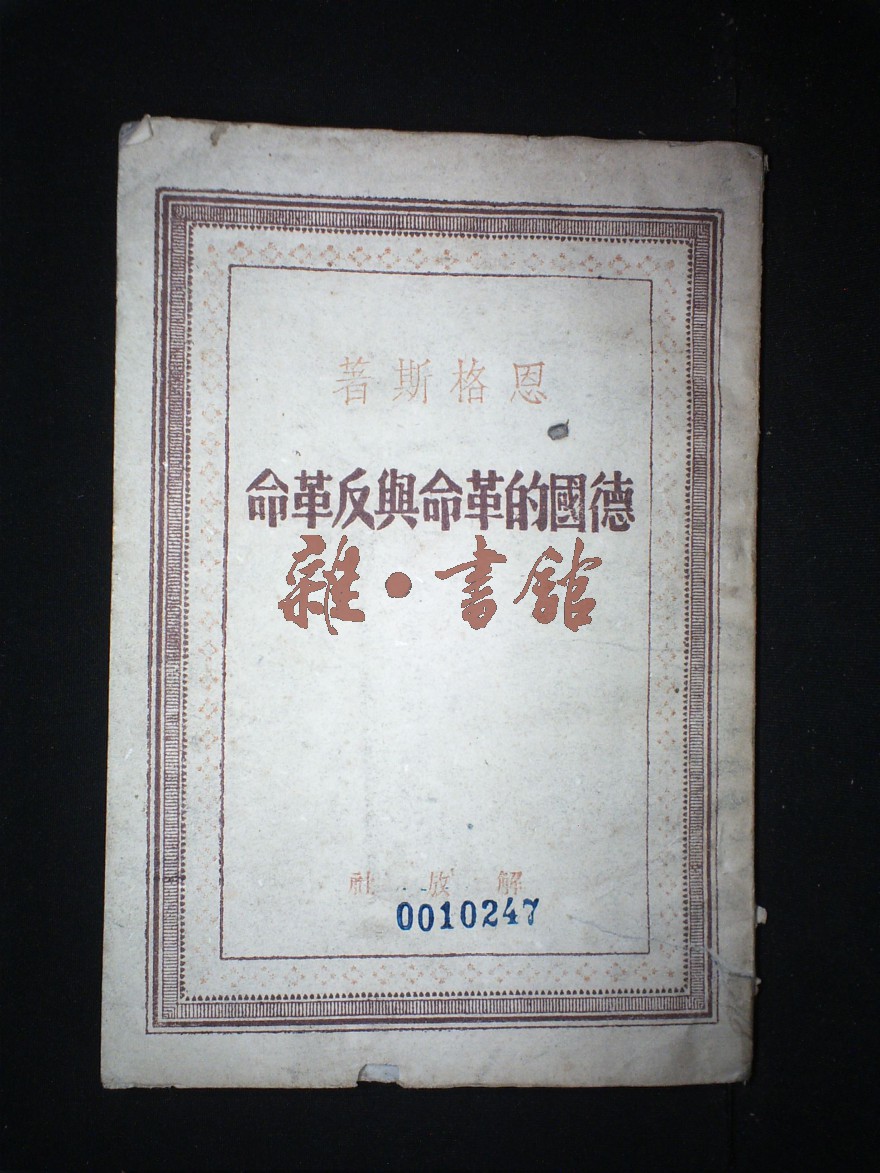 恩格斯著
德國的革命與反革命
雜·書館
解放社
0010247